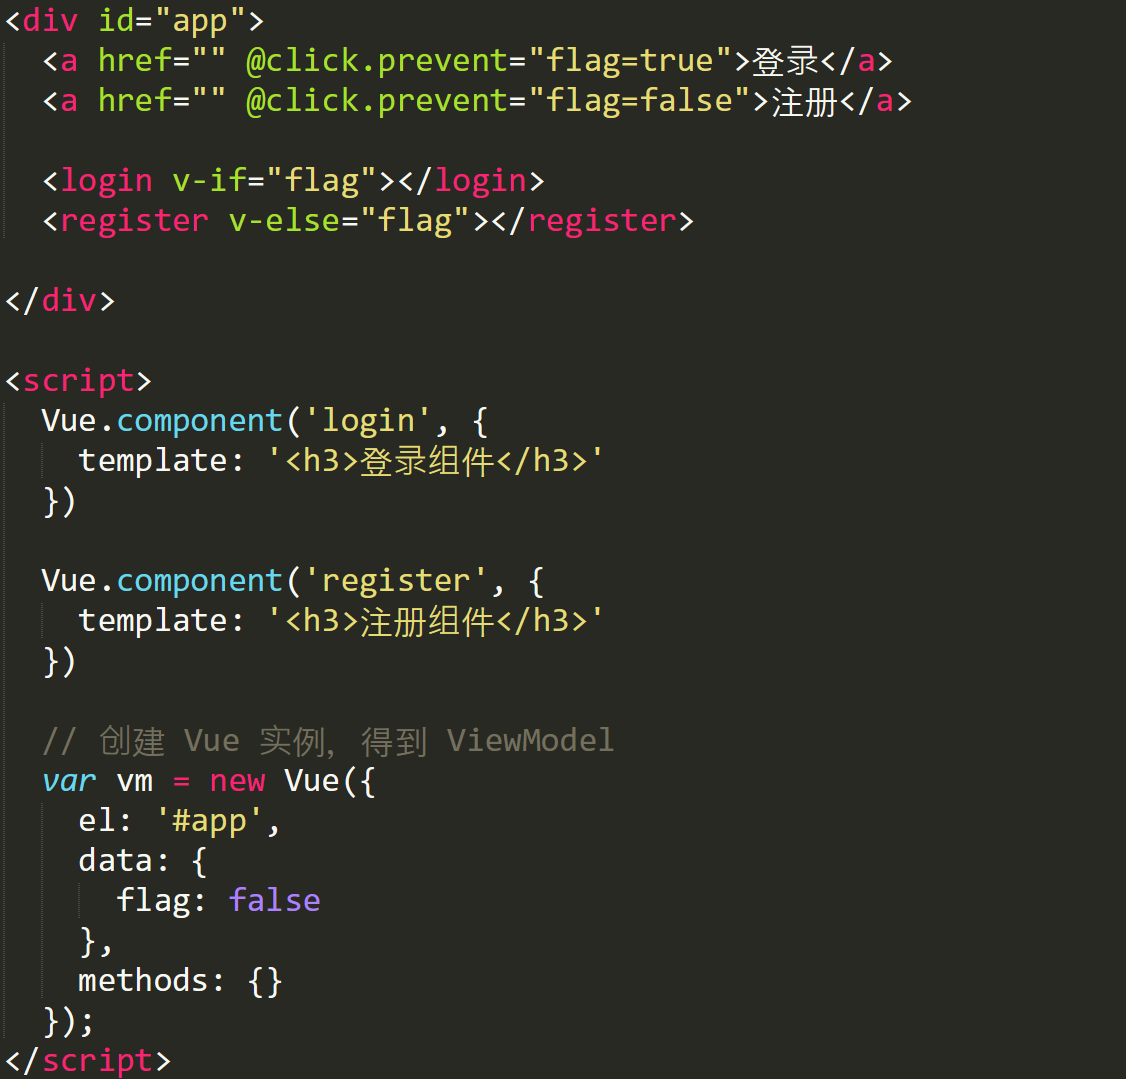 <div id="app">
  <a href="" @click.prevent="flag=true">登录</a>
  <a href="" @click.prevent="flag=false">注册</a>

  <login v-if="flag"></login>
  <register v-else="flag"></register>

</div>

<script>
  Vue.component('login', {
    template: '<h3>登录组件</h3>'
  })

  Vue.component('register', {
    template: '<h3>注册组件</h3>'
  })

  // 创建 Vue 实例，得到 ViewModel
  var vm = new Vue({
    el: '#app',
    data: {
      flag: false
    },
    methods: {}
  });
</script>